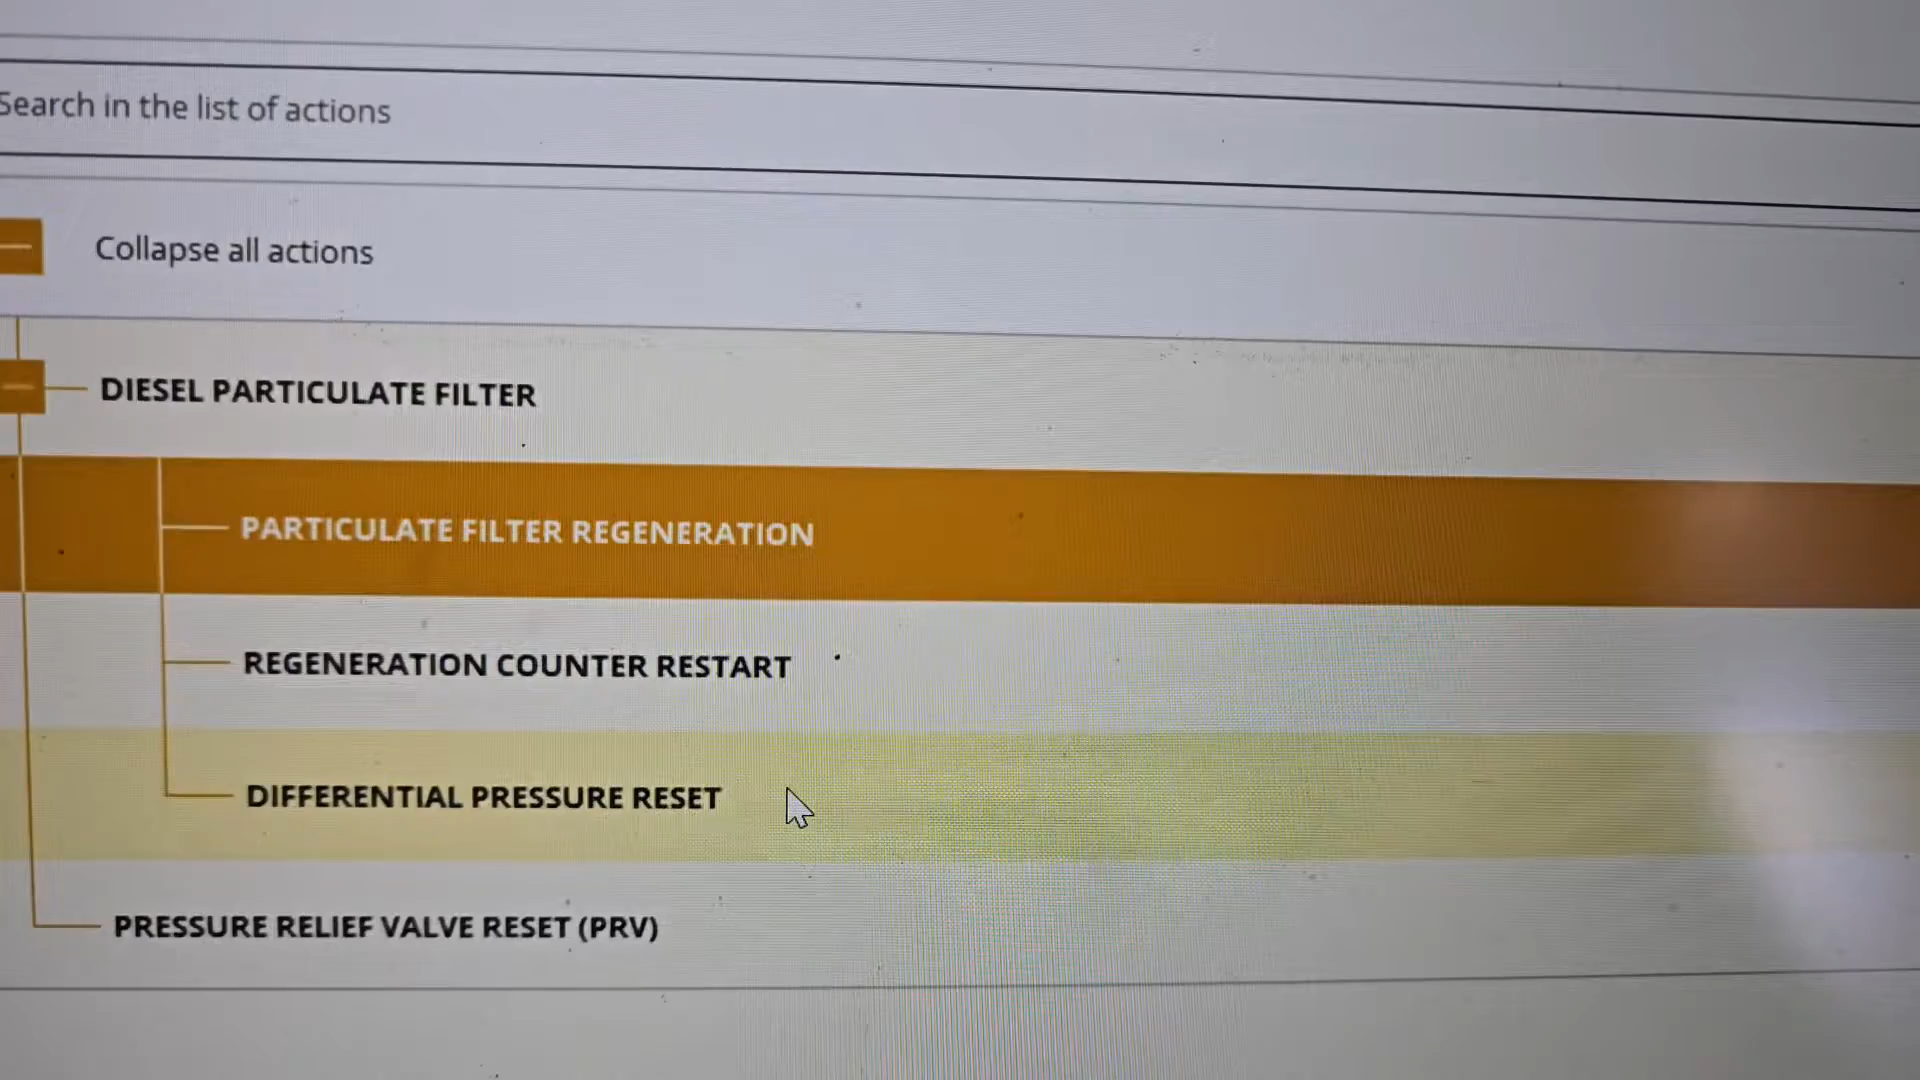 Search in the list of actions
Collapse all actions
DIESEL PARTICULATE FILTER
PARTICULATE FILTER REGENERATION
REGENERATION COUNTER RESTART
DIFFERENTIAL PRESSURE RESET
PRESSURE RELIEF VALVE RESET (PRV)